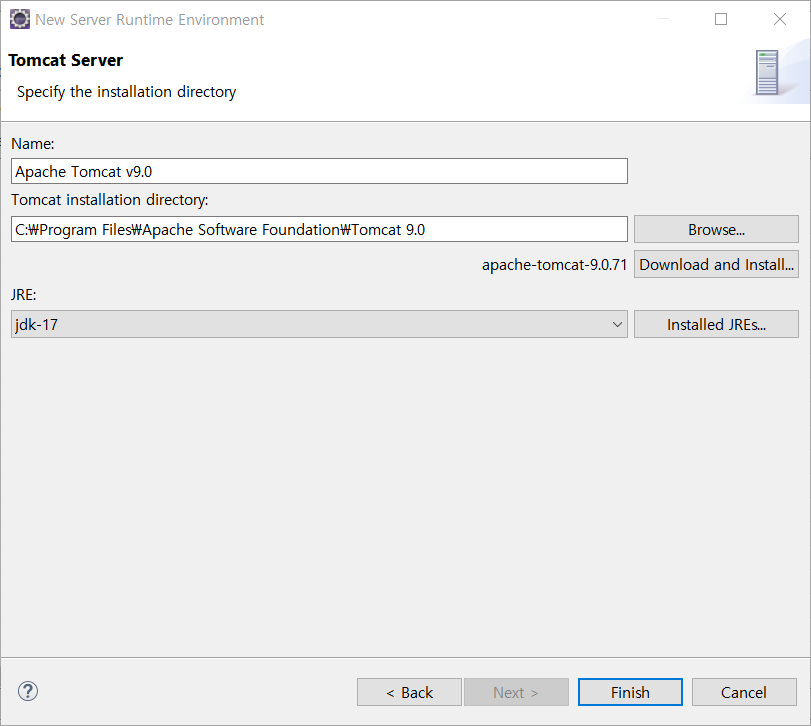 New Server Runtime Environment
Tomcat Server
Specify the installation directory
Name:
Apache Tomcat v9.0
Tomcat installation directory:
C:₩Program Files₩Apache Software Foundation₩Tomcat 9.0
Browse...
apache-tomcat-9.0.71
Download and Install...
JRE:
jdk-17
Installed JREs...
?
< Back
Next >
Finish
Cancel